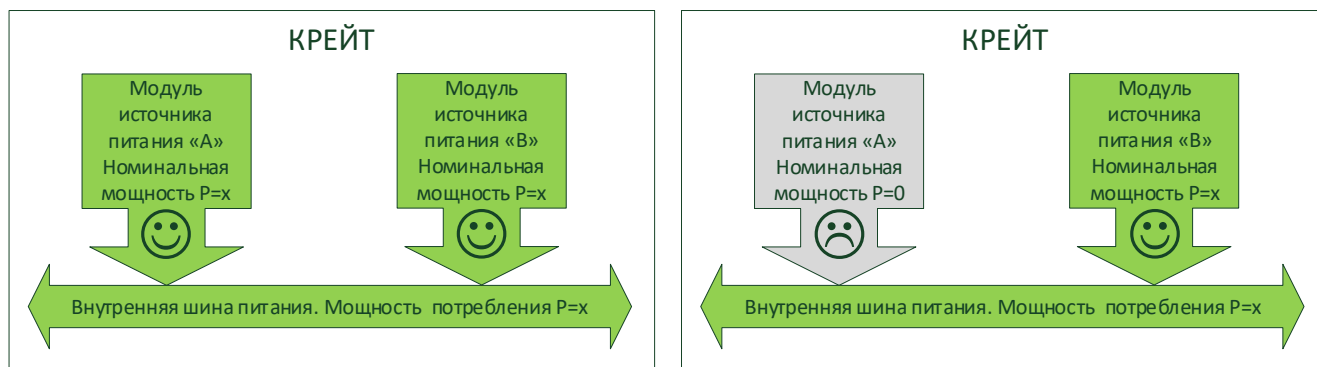 КРЕЙТ
Модуль
источника
питания «А»
Номинальная
мощность P=x
Модуль
источника
питания «В»
Номинальная
мощность P=x
Внутренняя шина питания. Мощность потребления P=x
КРЕЙТ
Модуль
источника
питания «А»
Номинальная
мощность P=0
Модуль
источника
питания «В»
Номинальная
мощность P=x
Внутренняя шина питания. Мощность потребления P=x